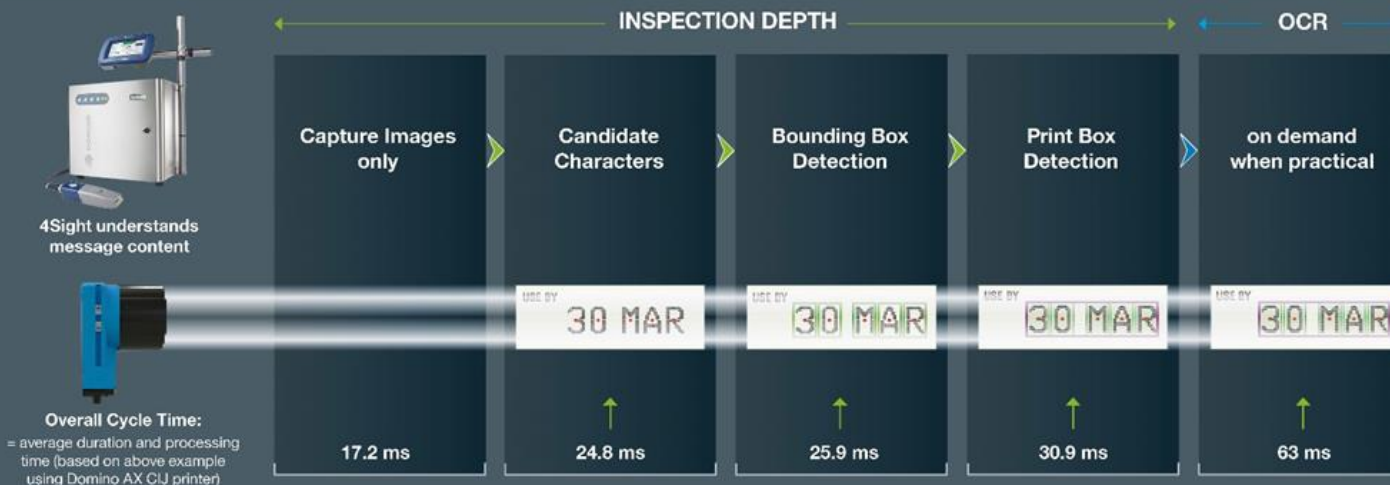 INSPECTION DEPTH
OCR
Capture Images
only
Candidate
Characters
Bounding Box
Detection
Print Box
Detection
on demand
when practical
4Sight understands
message content
USE BY
30 MAR
USE BY
30 MAR
USE BY
30 MAR
USE BY
30 MAR
Overall Cycle Time:
= average duration and processing
time (based on above example
using Domino AX CIJ printer)
17.2 ms
24.8 ms
25.9 ms
30.9 ms
63 ms